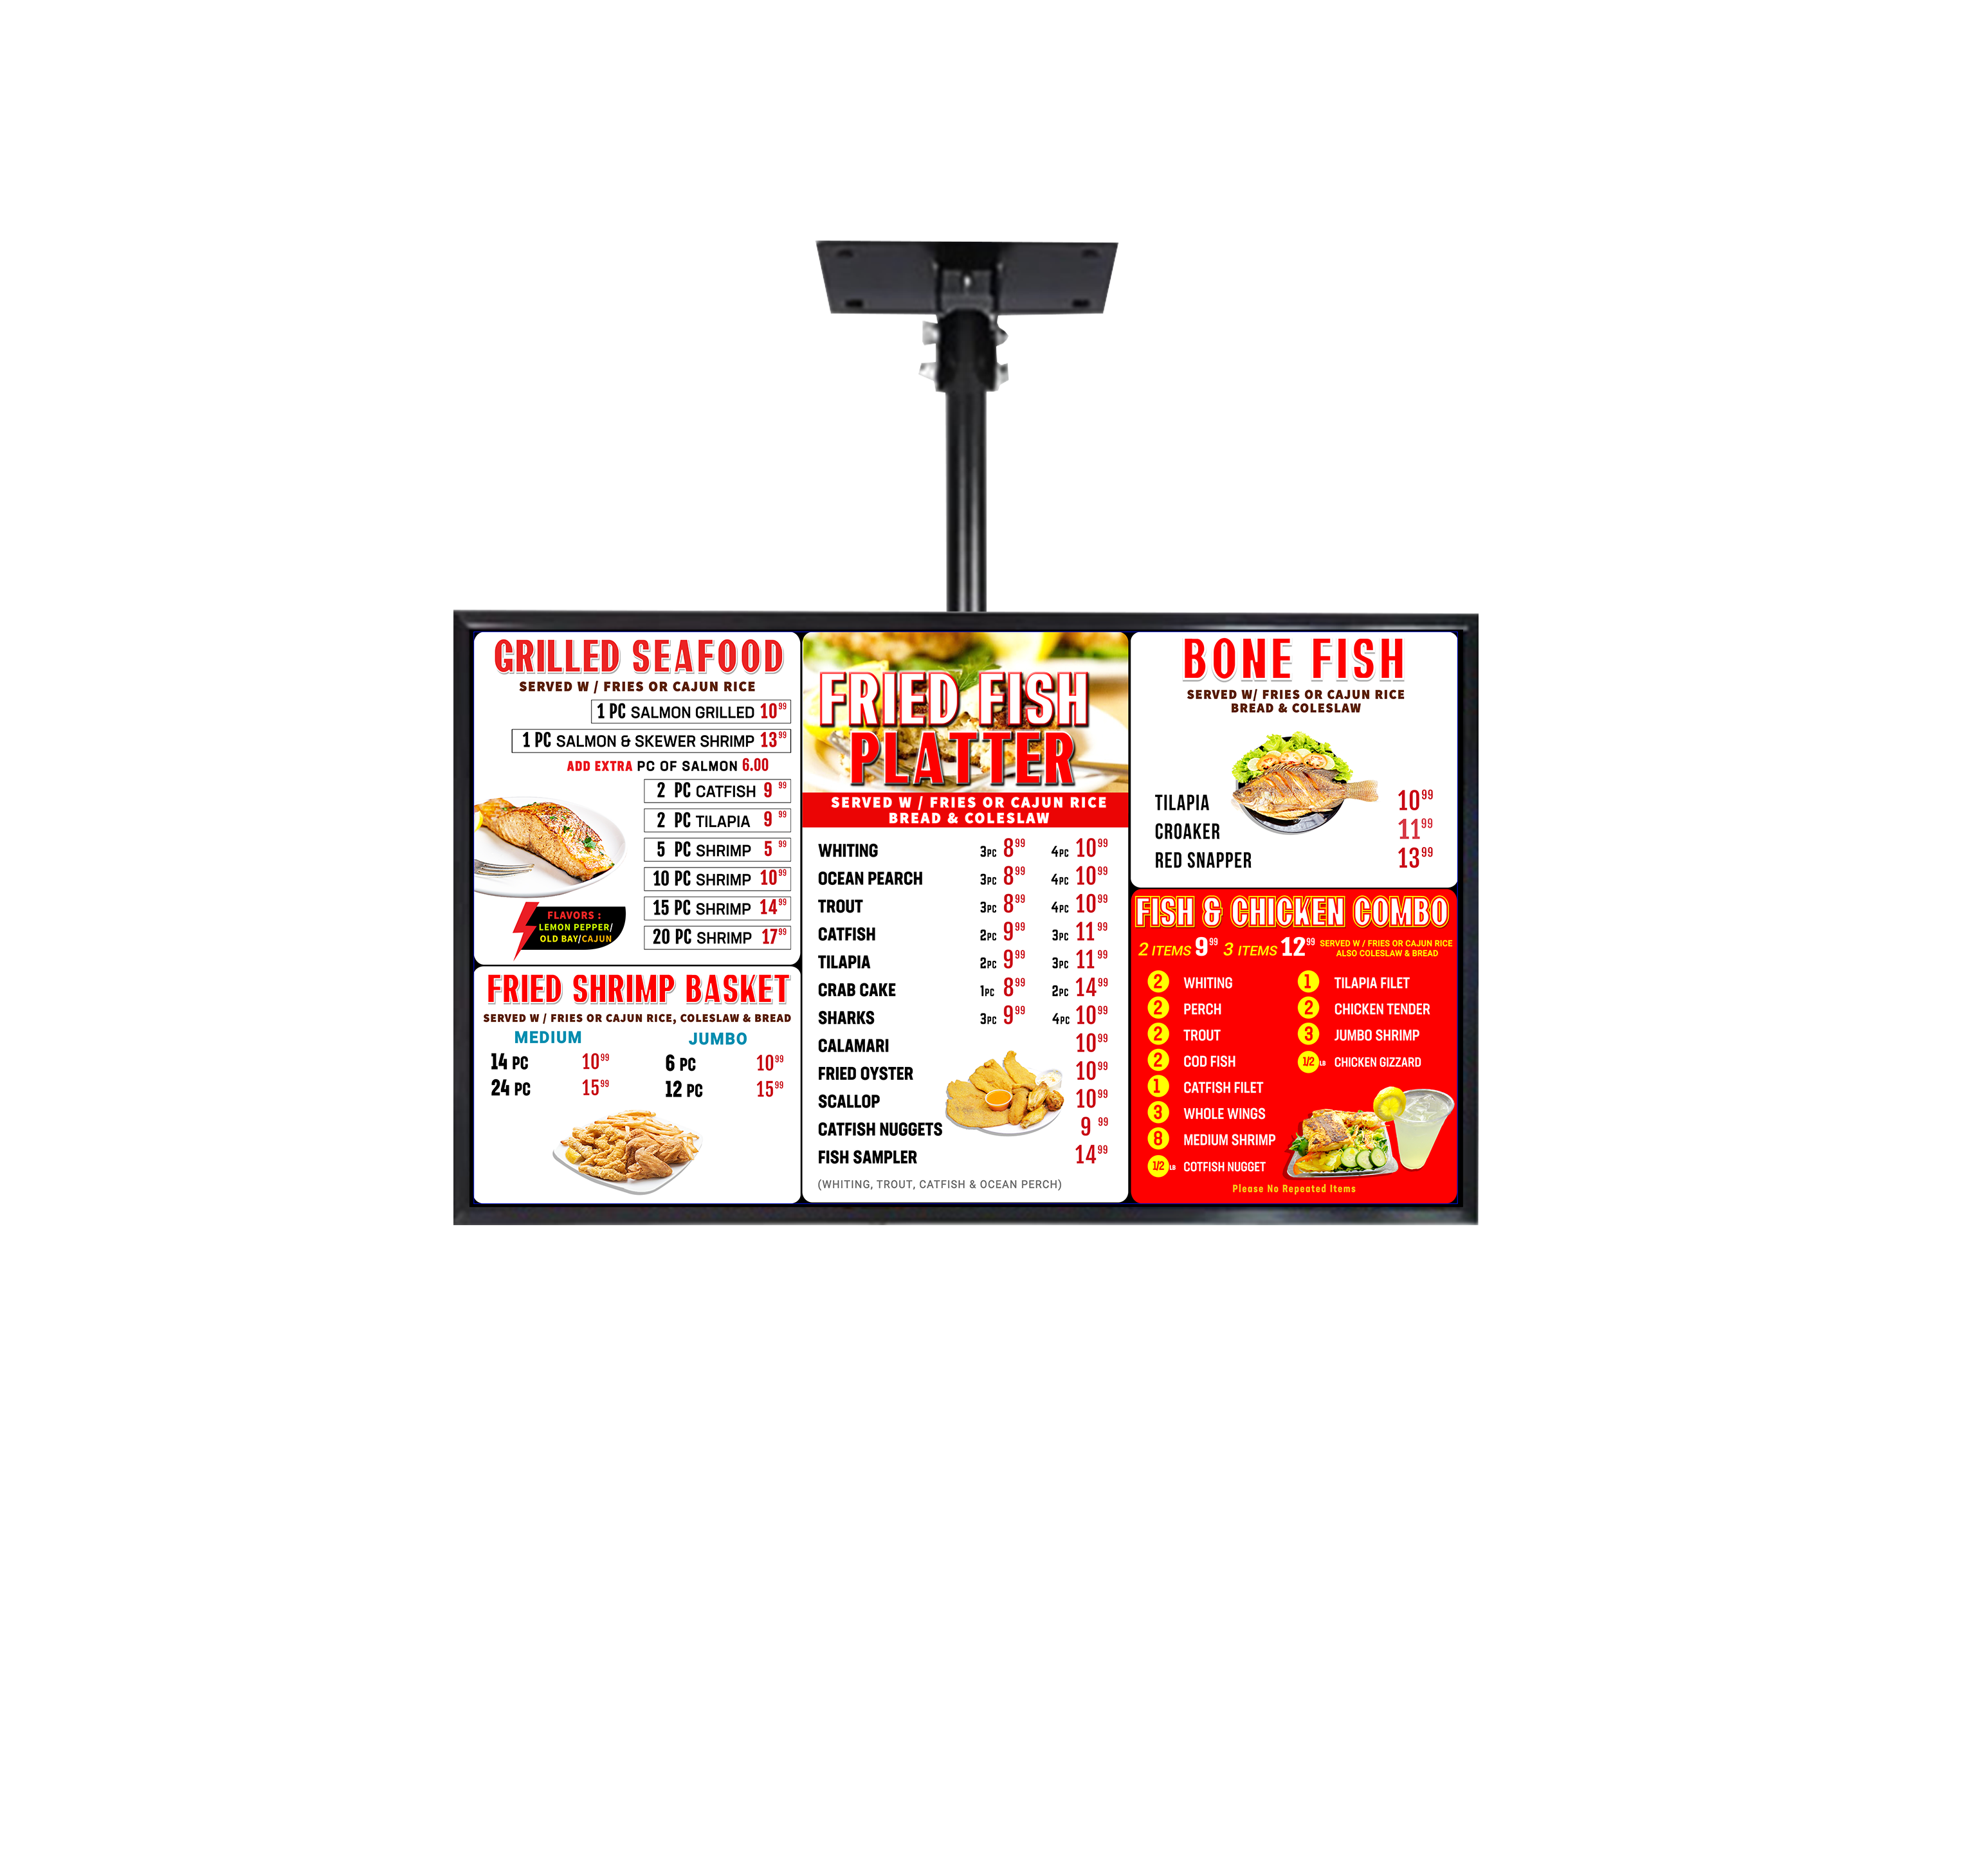 GRILLED SEAFOOD
SERVED W / FRIES OR CAJUN RICE
1 PC SALMON GRILLED 10 99
1 PC SALMON & SKEWER SHRIMP 13 99
ADD EXTRA PC OF SALMON 6.00
2 PC CATFISH 9 99
2 PC TILAPIA 9 99
5 PC SHRIMP 5 99
10 PC SHRIMP 10 99
15 PC SHRIMP 14 99
20 PC SHRIMP 17 99
FLAVORS :
LEMON PEPPER/
OLD BAY/CAJUN
FRIED SHRIMP BASKET
SERVED W / FRIES OR CAJUN RICE, COLESLAW & BREAD
MEDIUM JUMBO
14 PC 10 99 6 PC 10 99
24 PC 15 99 12 PC 15 99
FRIED FISH
PLATTER
SERVED W / FRIES OR CAJUN RICE
BREAD & COLESLAW
WHITING 3PC 8 99 4PC 10 99
OCEAN PEARCH 3PC 8 99 4PC 10 99
TROUT 3PC 8 99 4PC 10 99
CATFISH 2PC 9 99 3PC 11 99
TILAPIA 2PC 9 99 3PC 11 99
CRAB CAKE 1PC 8 99 2PC 14 99
SHARKS 3PC 9 99 4PC 10 99
CALAMARI 10 99
FRIED OYSTER 10 99
SCALLOP 10 99
CATFISH NUGGETS 9 99
FISH SAMPLER 14 99
(WHITING, TROUT, CATFISH & OCEAN PERCH)
BONE FISH
SERVED W/ FRIES OR CAJUN RICE
BREAD & COLESLAW
TILAPIA 10 99
CROAKER 11 99
RED SNAPPER 13 99
FISH & CHICKEN COMBO
2 ITEMS 9 99 3 ITEMS 12 99 SERVED W / FRIES OR CAJUN RICE
ALSO COLESLAW & BREAD
2 WHITING
2 PERCH
2 TROUT
2 COD FISH
1 CATFISH FILET
3 WHOLE WINGS
8 MEDIUM SHRIMP
1/2 LB COTFISH NUGGET
1 TILAPIA FILET
2 CHICKEN TENDER
3 JUMBO SHRIMP
1/2 LB CHICKEN GIZZARD
Please No Repeated Items